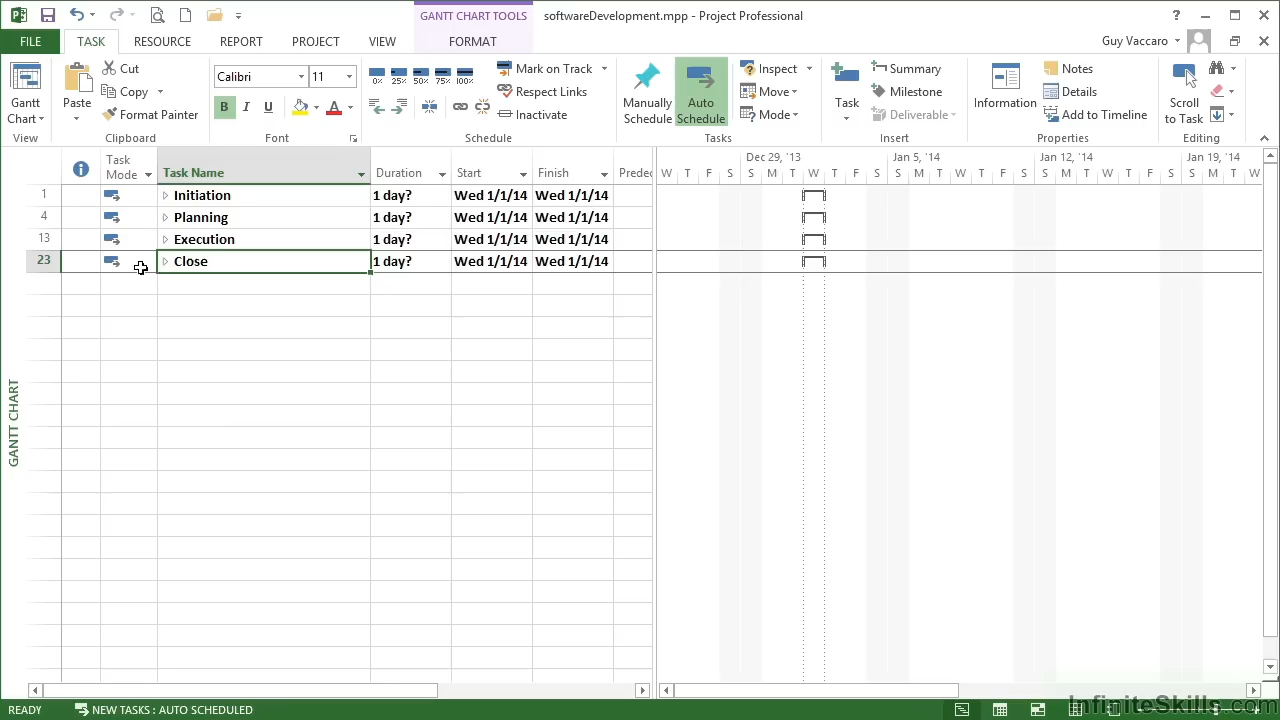 GANTT CHART TOOLS
softwareDevelopment.mpp - Project Professional
FILE TASK RESOURCE REPORT PROJECT VIEW FORMAT
Guy Vaccaro
Gantt Chart
View
Paste
Cut
Copy
Format Painter
Clipboard
Calibri 11
B I U A
Font
0% 25% 50% 75% 100%
Mark on Track
Respect Links
Inactivate
Schedule
Manually Schedule
Auto Schedule
Inspect
Move
Mode
Tasks
Task
Summary
Milestone
Deliverable
Insert
Information
Notes
Details
Add to Timeline
Properties
Scroll to Task
Editing
Task Mode Task Name Duration Start Finish Predec
1 Initiation 1 day? Wed 1/1/14 Wed 1/1/14
4 Planning 1 day? Wed 1/1/14 Wed 1/1/14
13 Execution 1 day? Wed 1/1/14 Wed 1/1/14
23 Close 1 day? Wed 1/1/14 Wed 1/1/14
Dec 29, '13 Jan 5, '14 Jan 12, '14 Jan 19, '14
W T F S S M T W T F S S M T W T F S S M T W T F S S M T W
GANTT CHART
READY NEW TASKS : AUTO SCHEDULED
InfiniteSkills.com